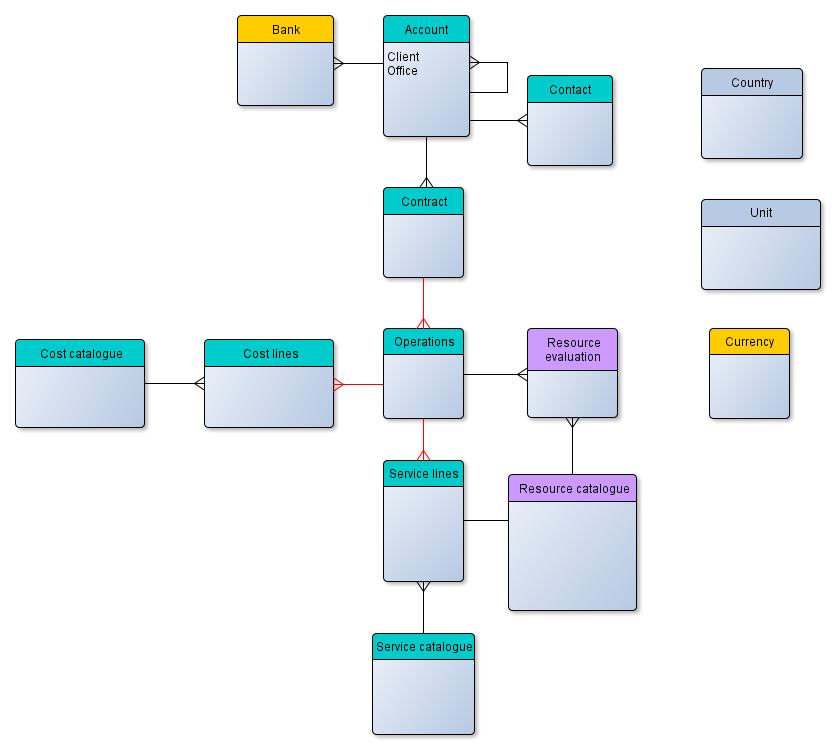 Bank
Account
Client
Office
Contact
Country
Contract
Unit
Cost catalogue
Cost lines
Operations
Resource
evaluation
Currency
Service lines
Resource catalogue
Service catalogue